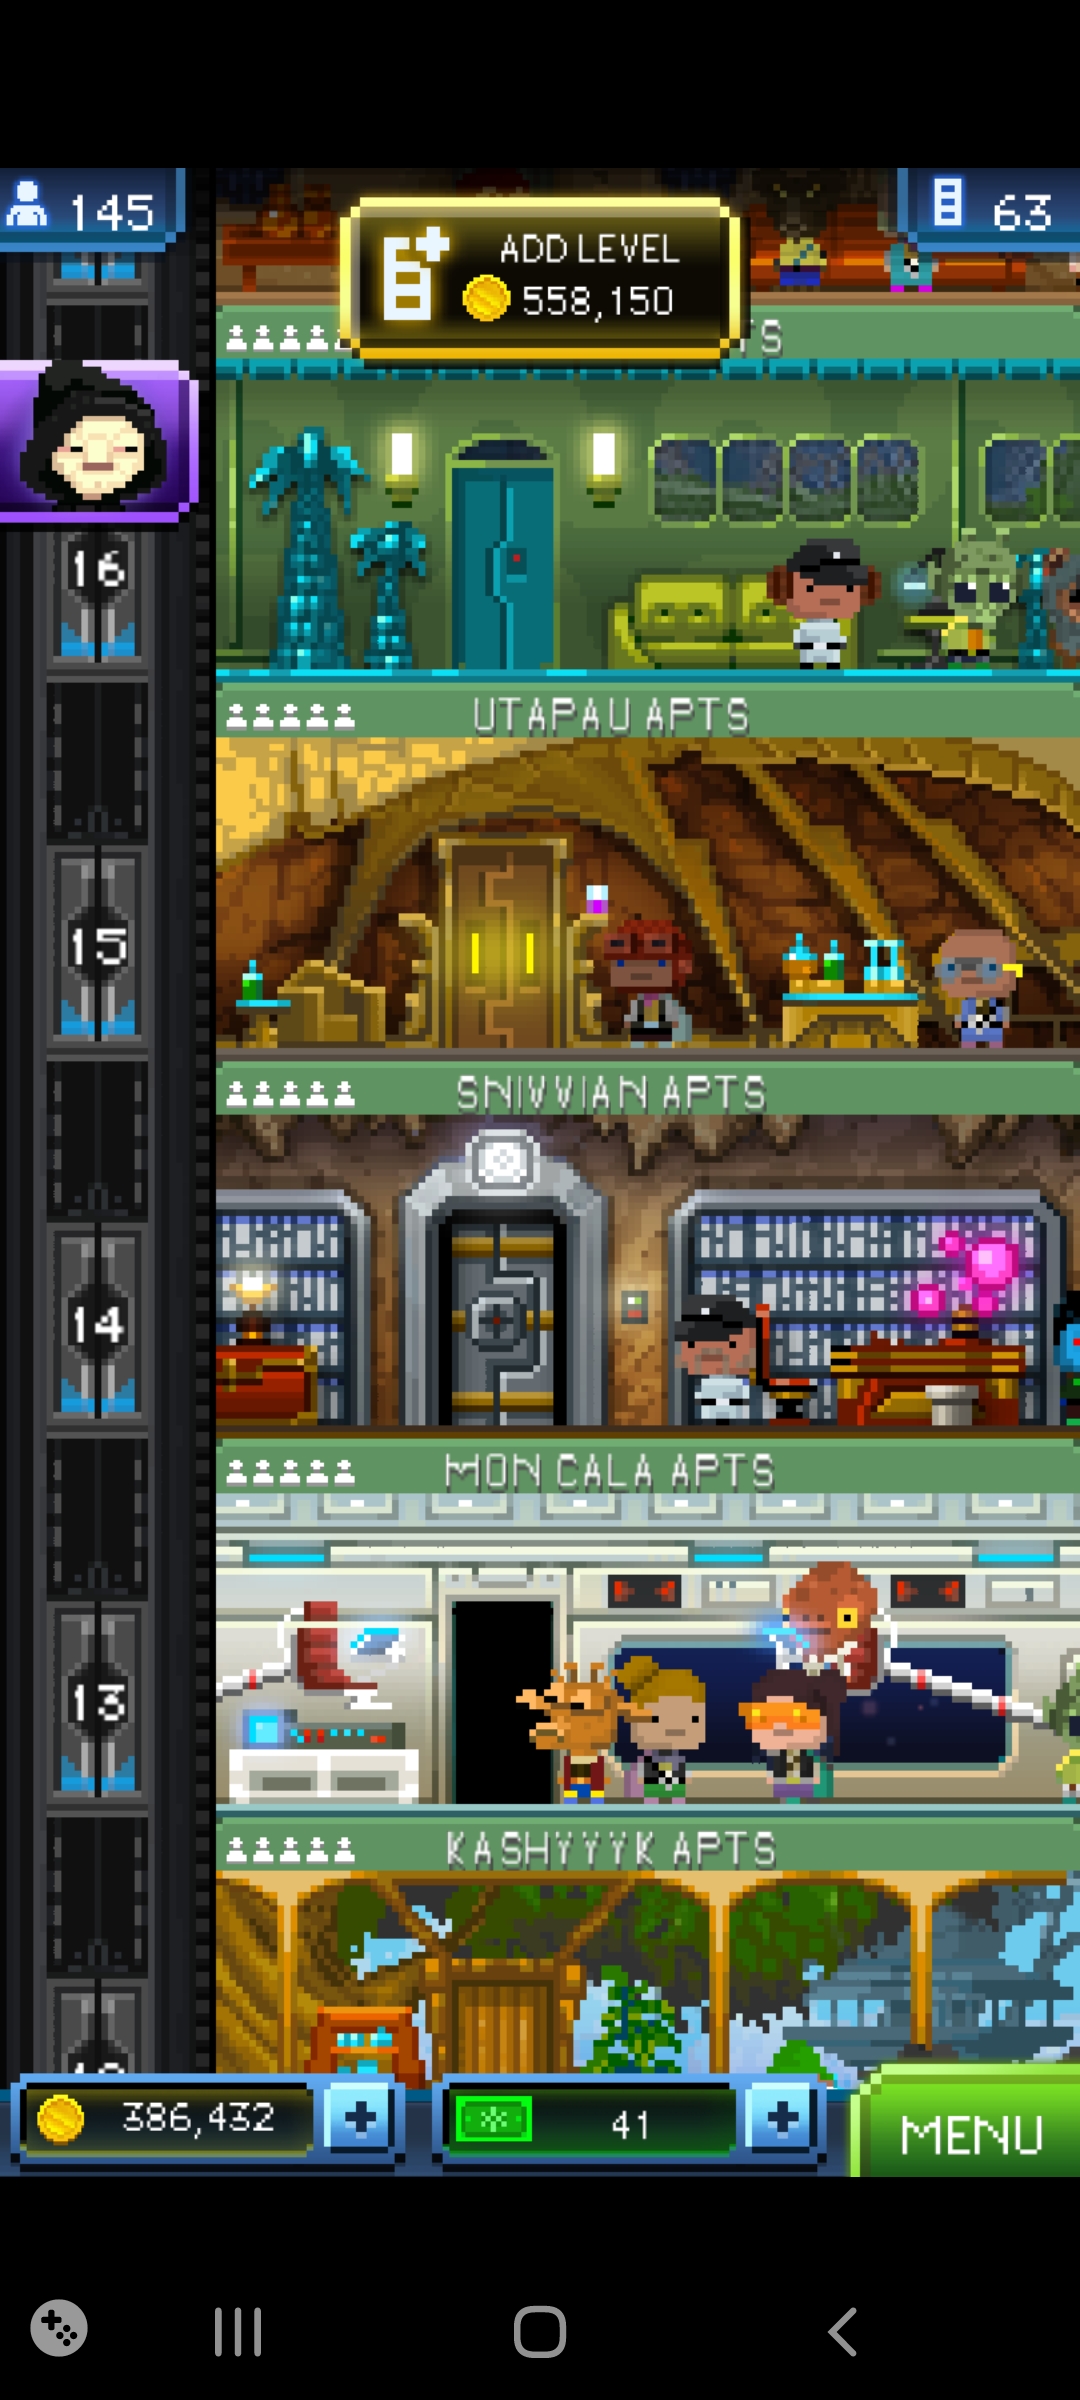 145
63
ADD LEVEL
558,150
TS
16
UTAPAU APTS
15
SNIVVIAN APTS
14
MON CALA APTS
13
KASHYYYK APTS
386,432
41
MENU